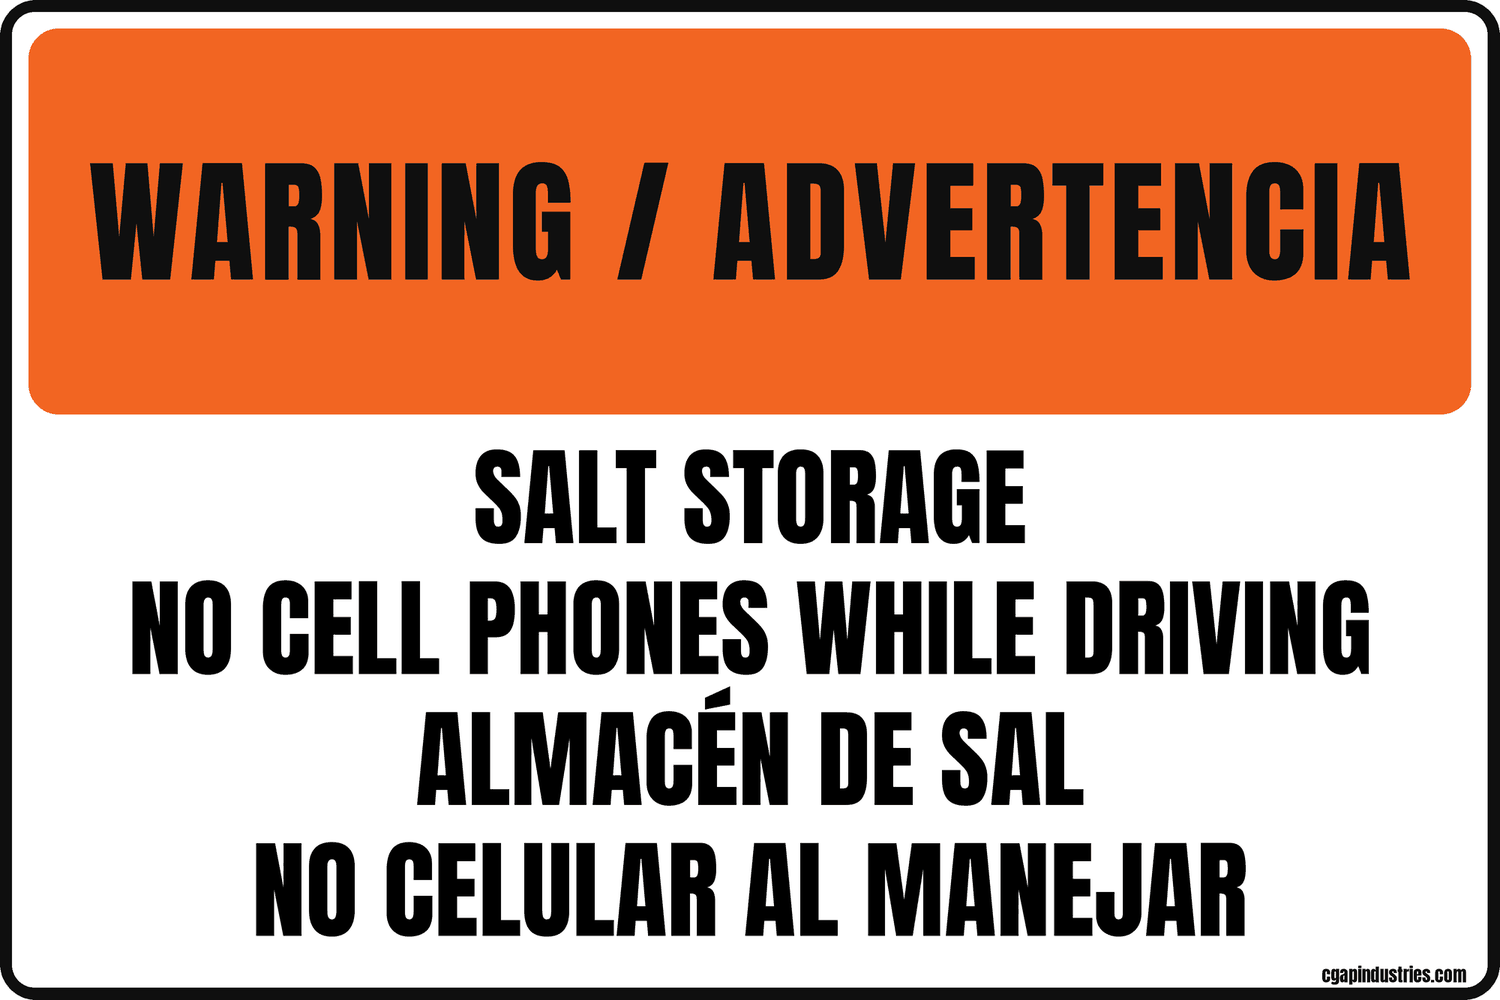 WARNING / ADVERTENCIA
SALT STORAGE
NO CELL PHONES WHILE DRIVING
ALMACÉN DE SAL
NO CELULAR AL MANEJAR
cgapindustries.com